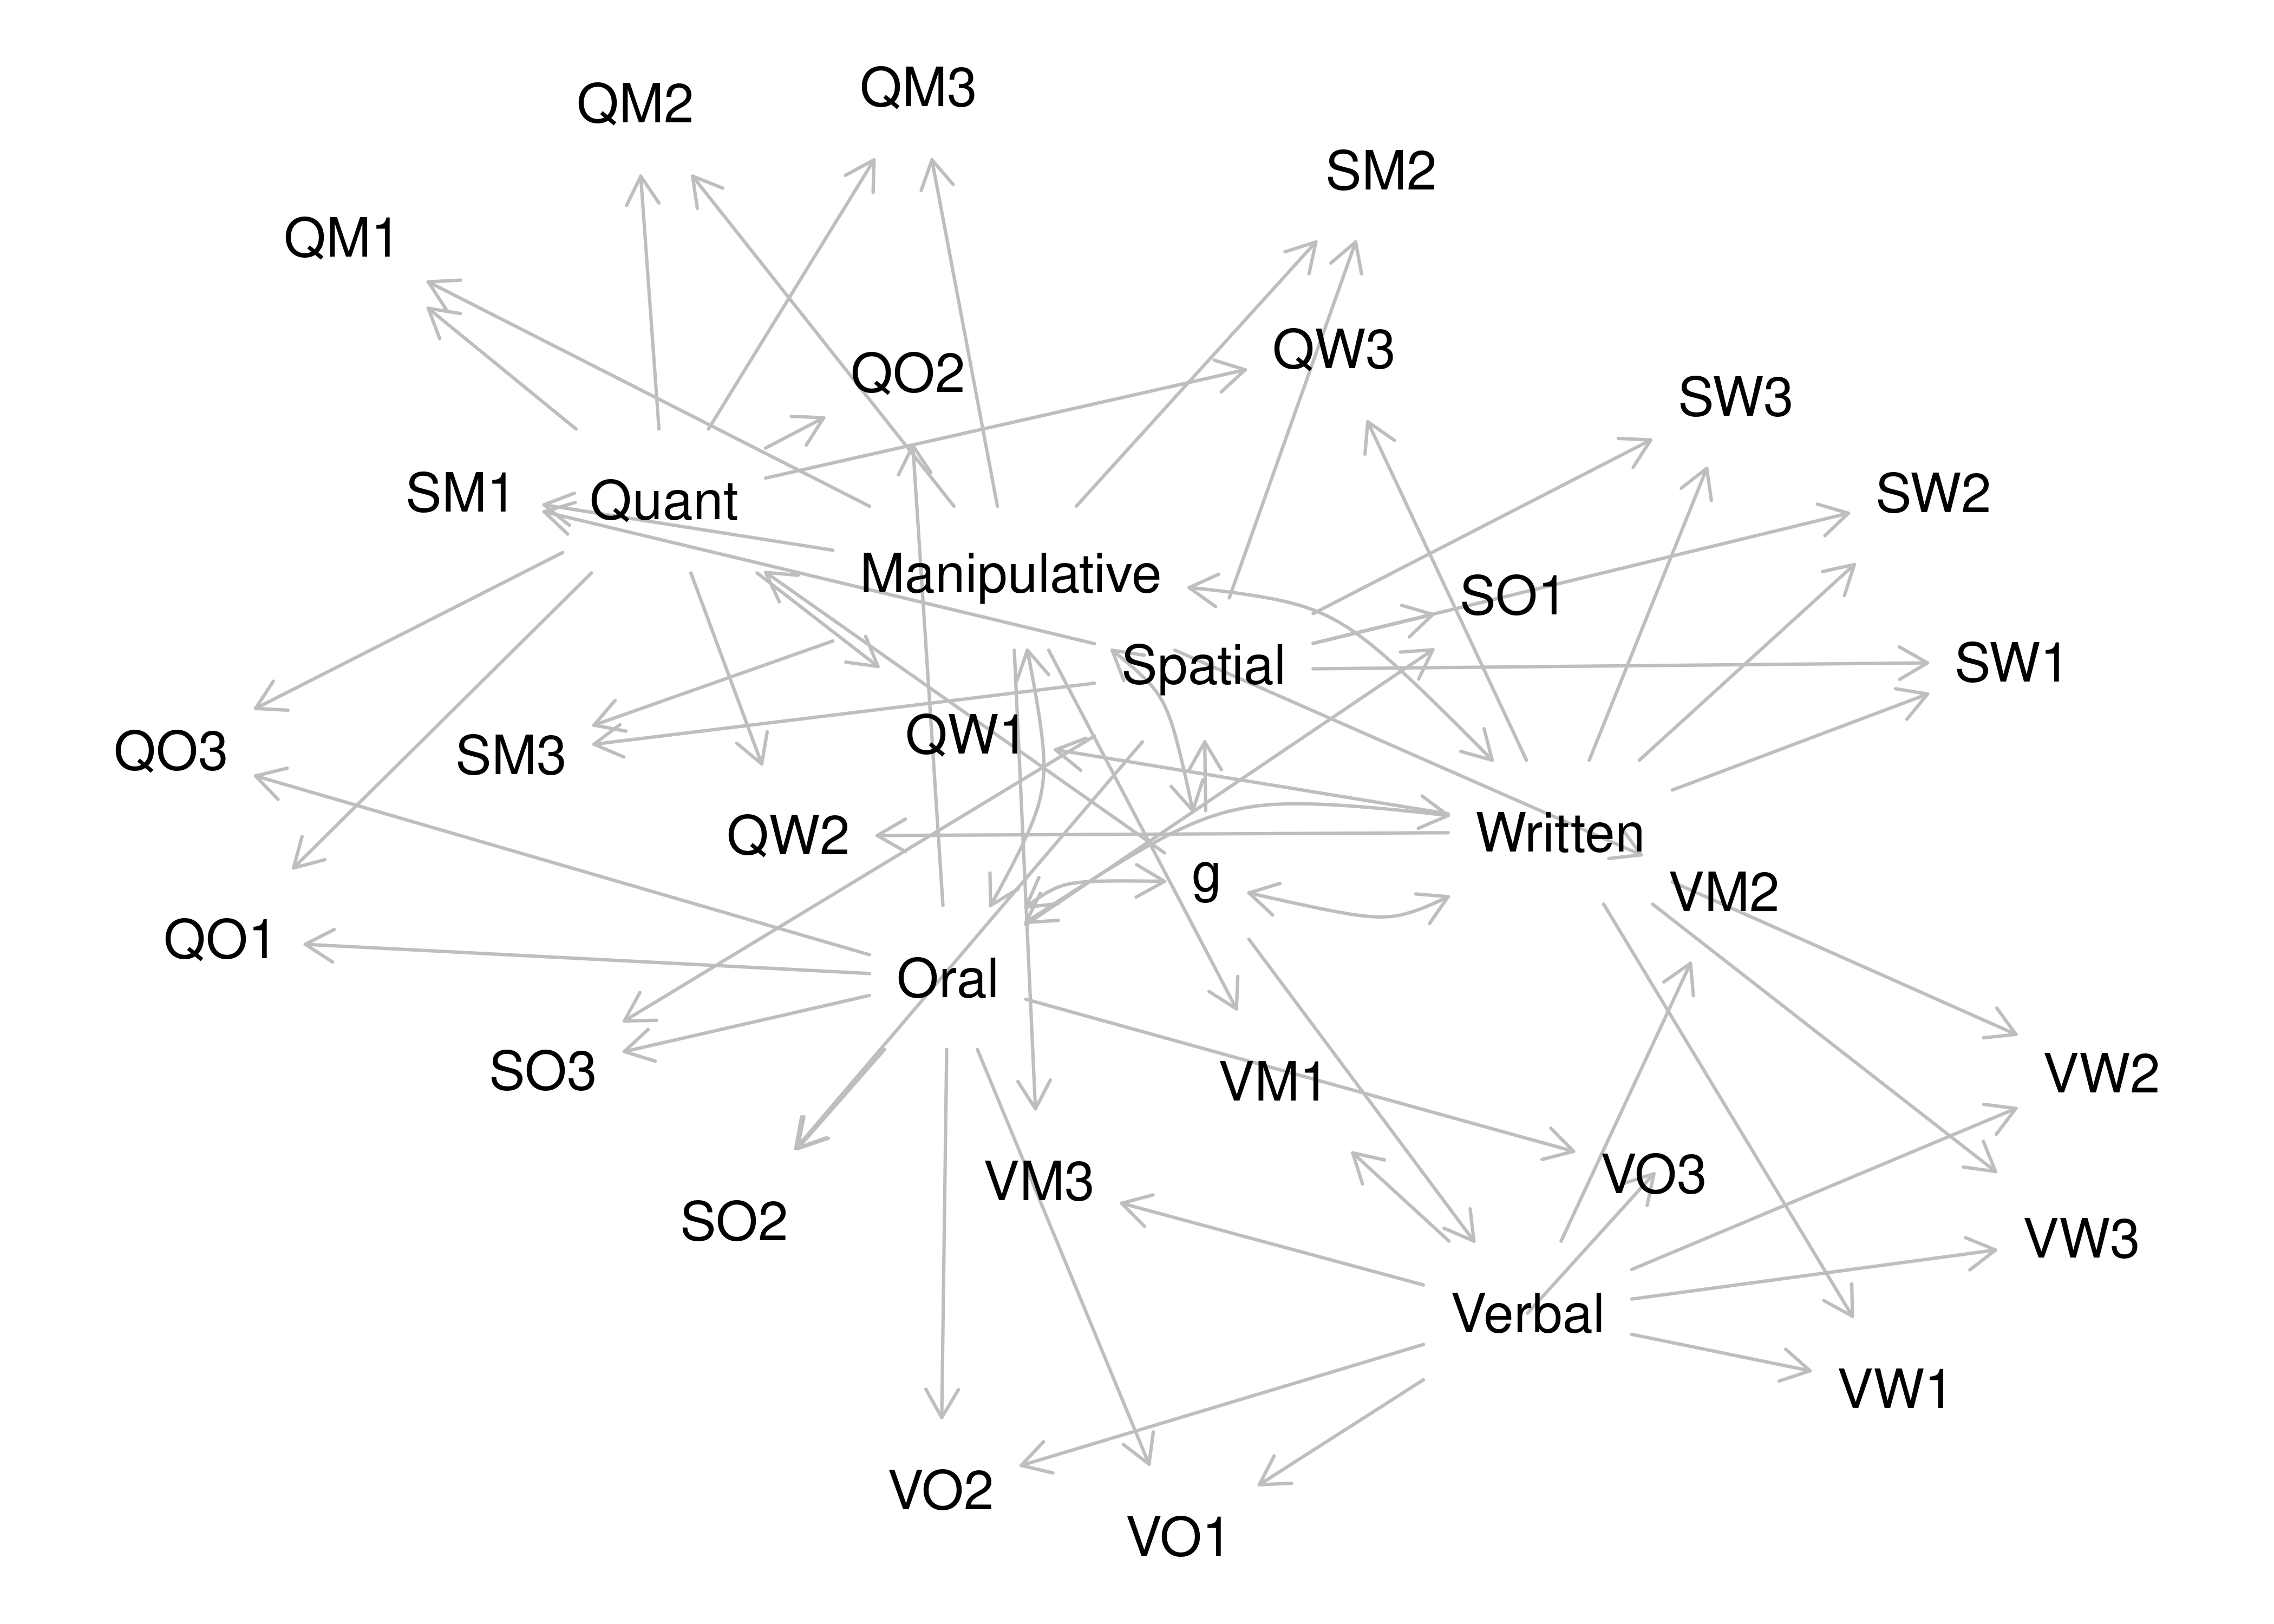 QM3
QM2
SM2
QM1
QW3
QO2
SW3
SM1
Quant
SW2
Manipulative
SO1
Spatial
SW1
QO3
SM3
QW1
QW2
Written
g
VM2
QO1
Oral
SO3
VM1
VW2
VM3
VO3
SO2
VW3
Verbal
VW1
VO2
VO1